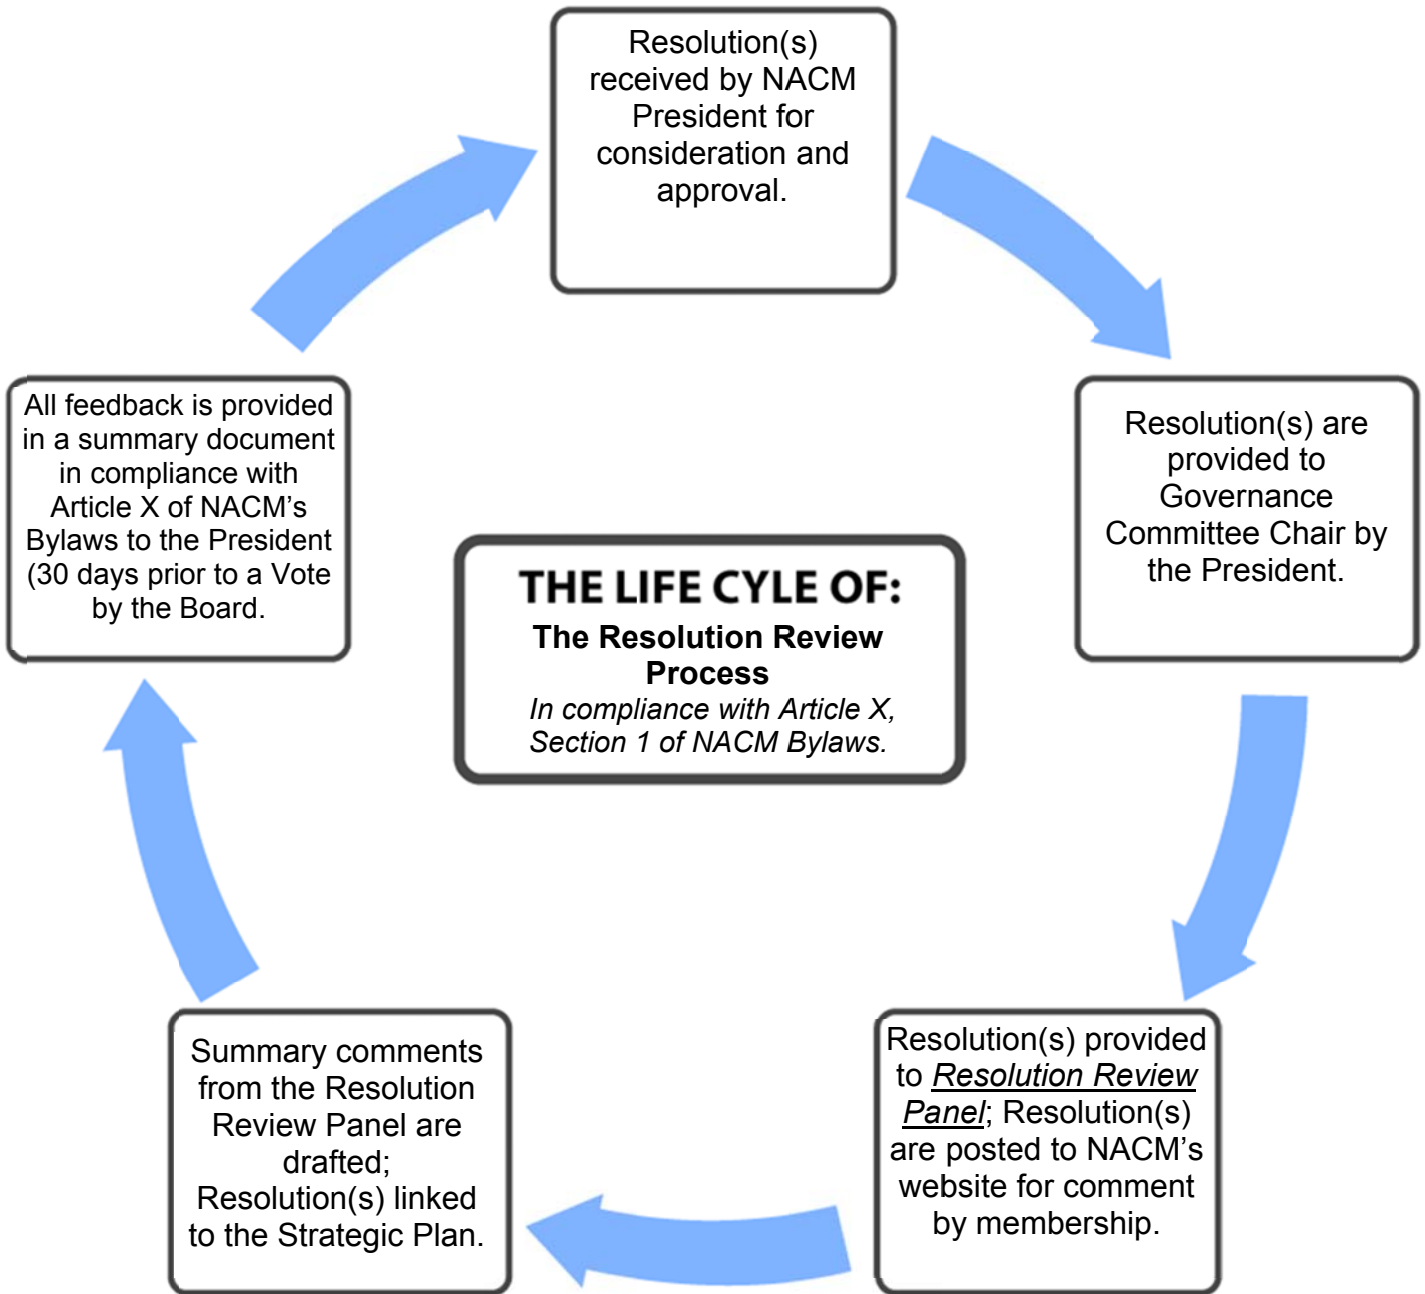 Resolution(s)
received by NACM
President for
consideration and
approval.
Resolution(s) are
provided to
Governance
Committee Chair by
the President.
Resolution(s) provided
to Resolution Review
Panel; Resolution(s)
are posted to NACM’s
website for comment
by membership.
Summary comments
from the Resolution
Review Panel are
drafted;
Resolution(s) linked
to the Strategic Plan.
All feedback is provided
in a summary document
in compliance with
Article X of NACM’s
Bylaws to the President
(30 days prior to a Vote
by the Board.
THE LIFE CYLE OF:
The Resolution Review
Process
In compliance with Article X,
Section 1 of NACM Bylaws.